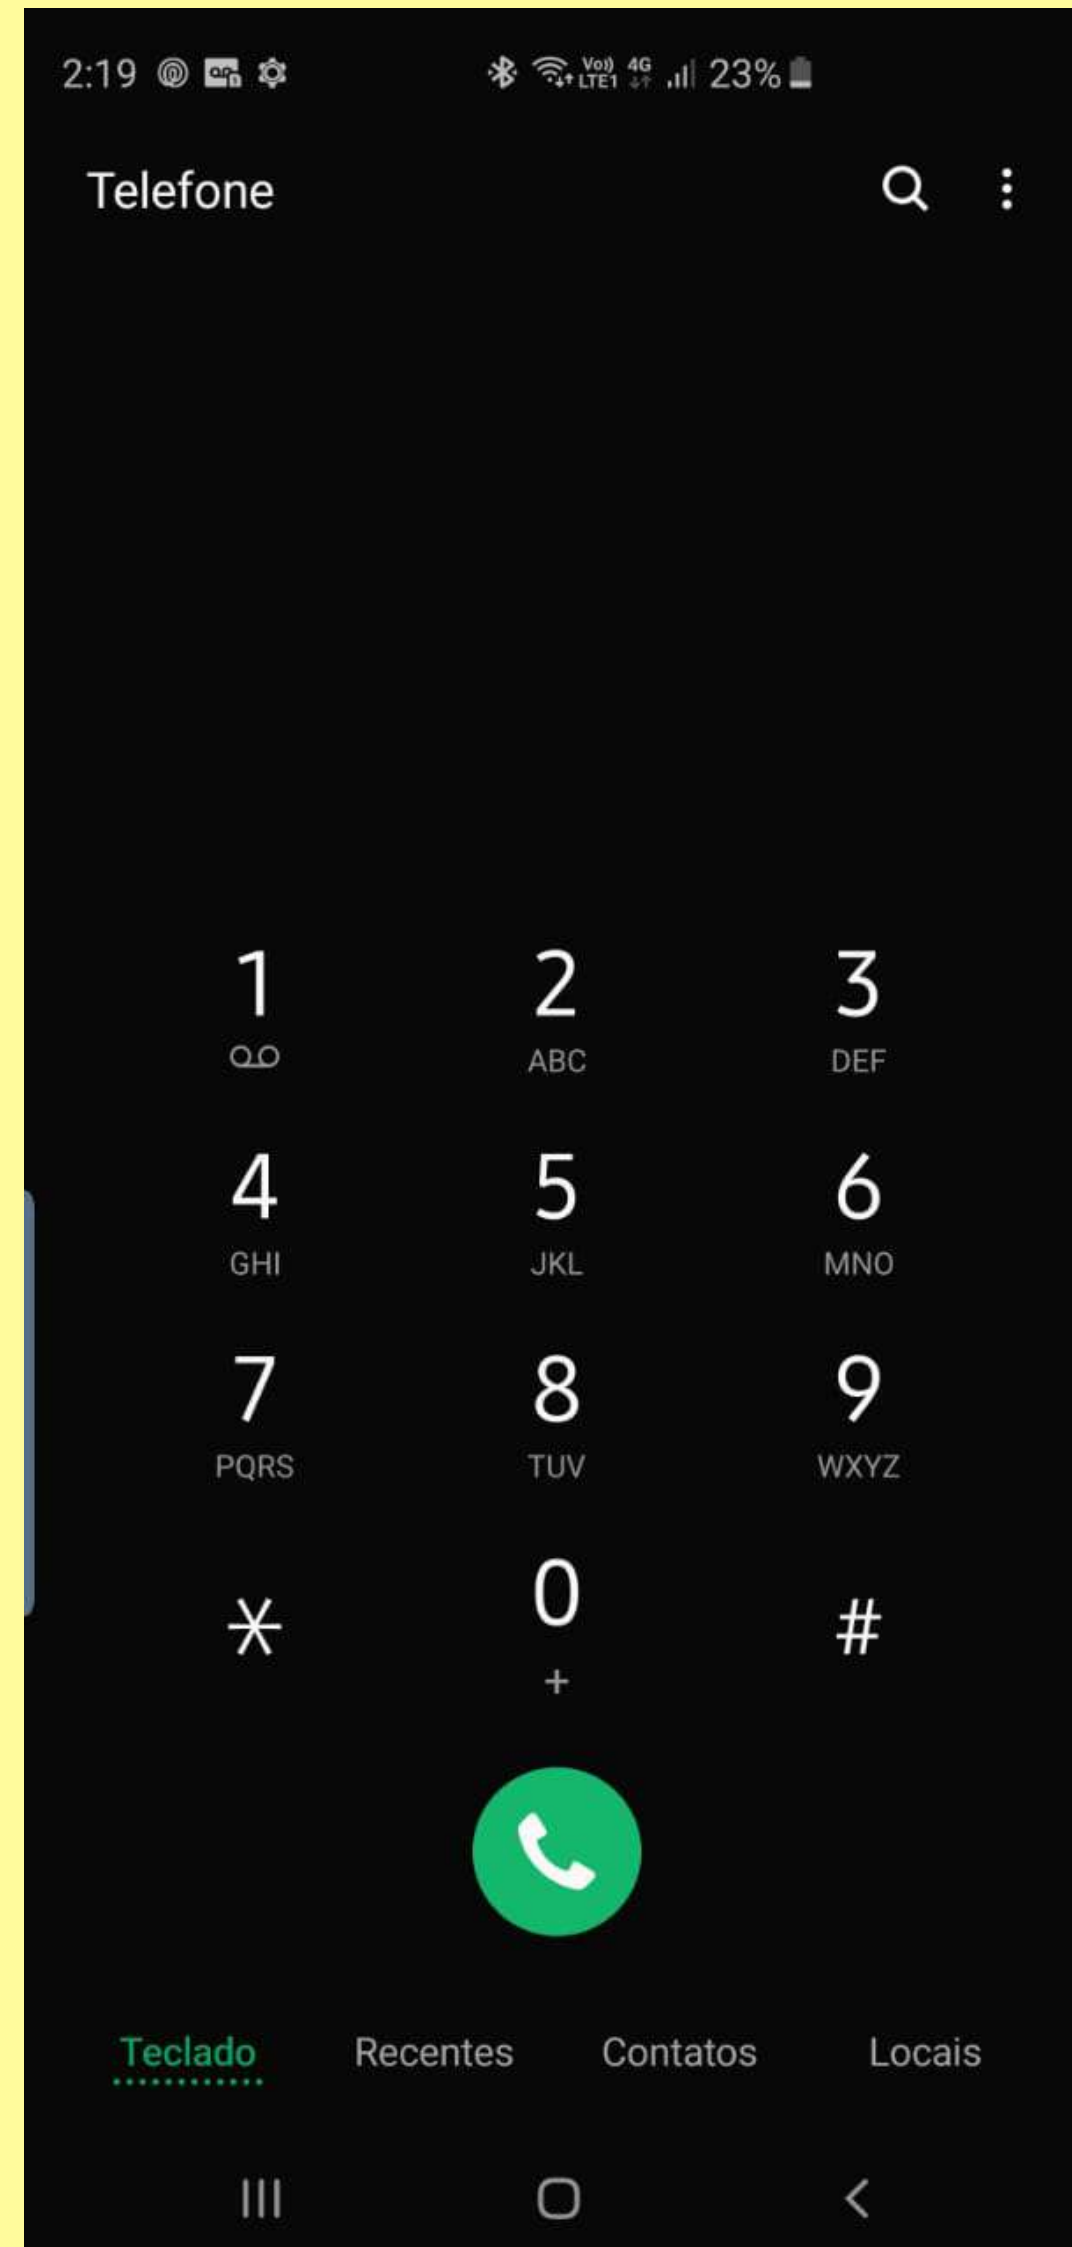 2:19 Vo)) LTE1 4G 23%
Telefone
1 2 3
ABC DEF
4 5 6
GHI JKL MNO
7 8 9
PQRS TUV WXYZ
* 0 #
+
Teclado Recentes Contatos Locais